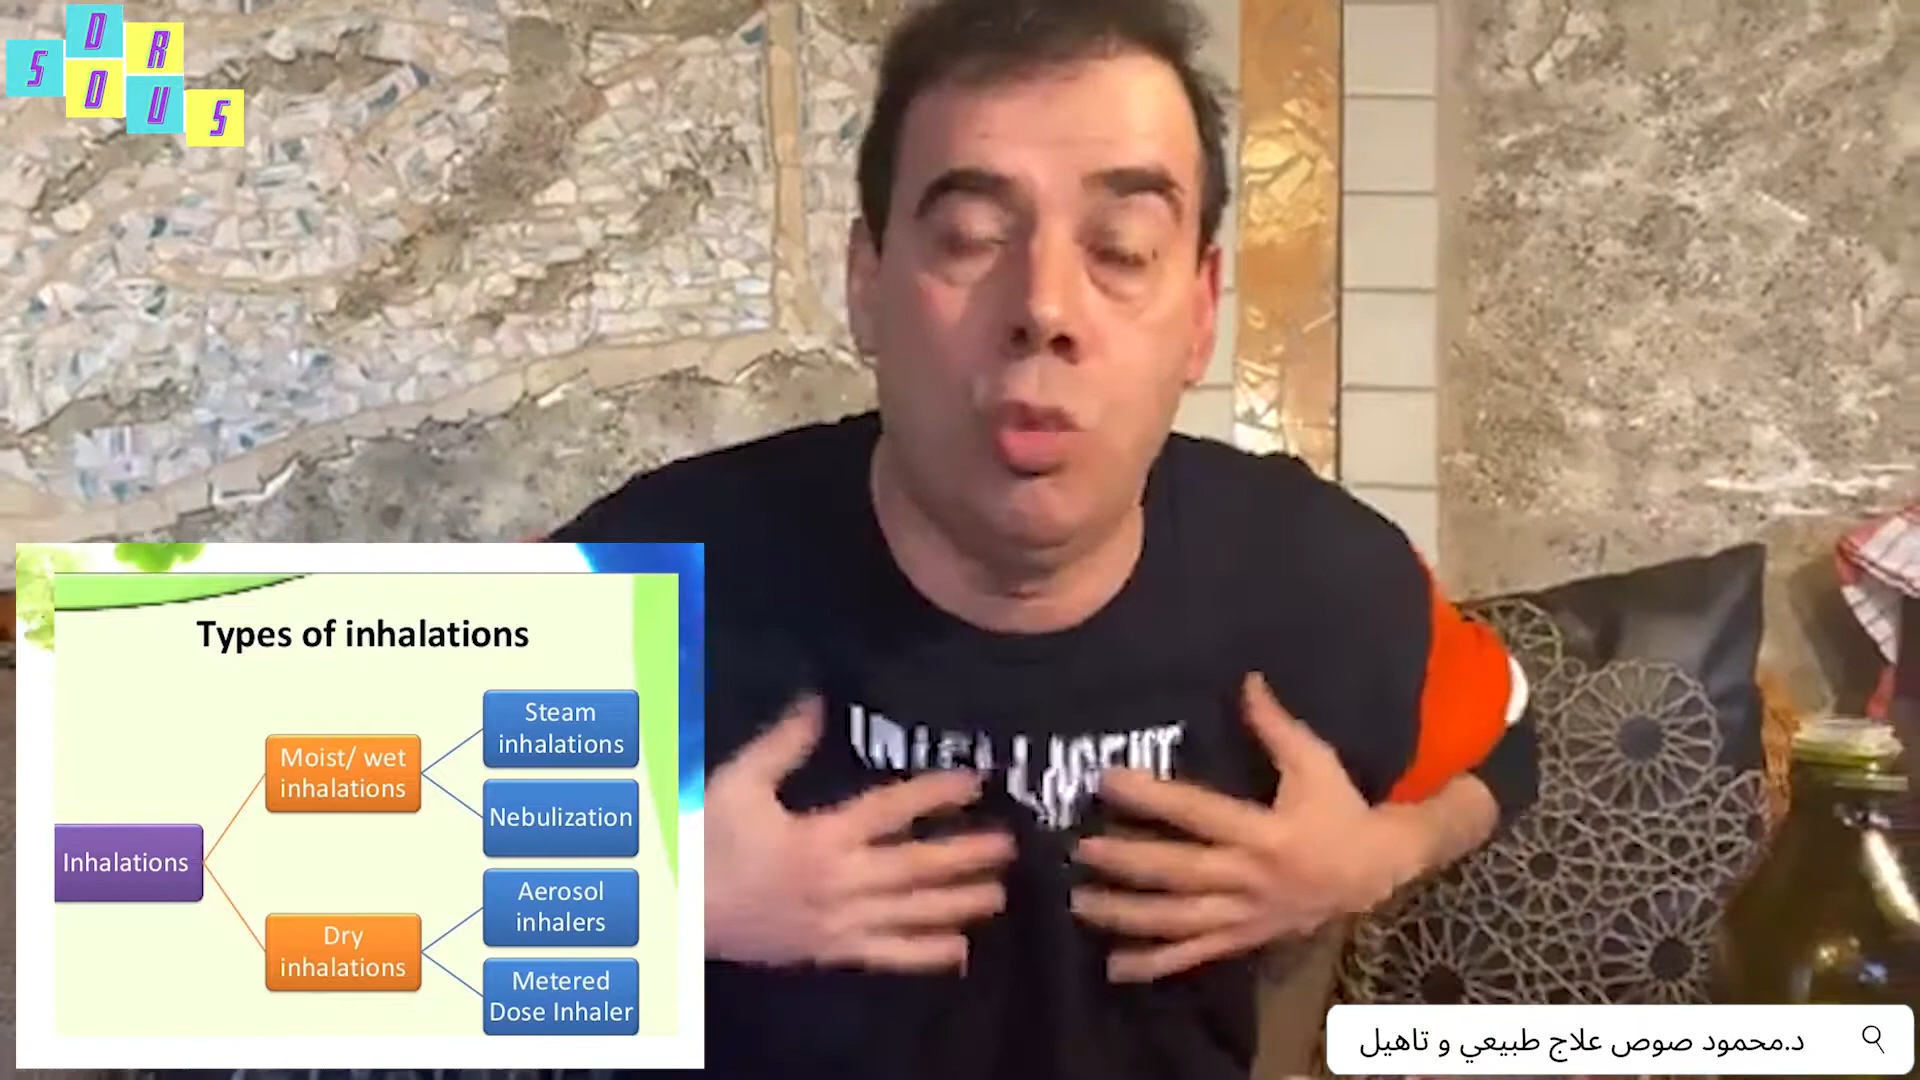 D R
S O U S
Types of inhalations
Inhalations
Moist/ wet
inhalations
Dry
inhalations
Steam
inhalations
Nebulization
Aerosol
inhalers
Metered
Dose Inhaler
د.محمود صوص علاج طبيعي و تاهيل